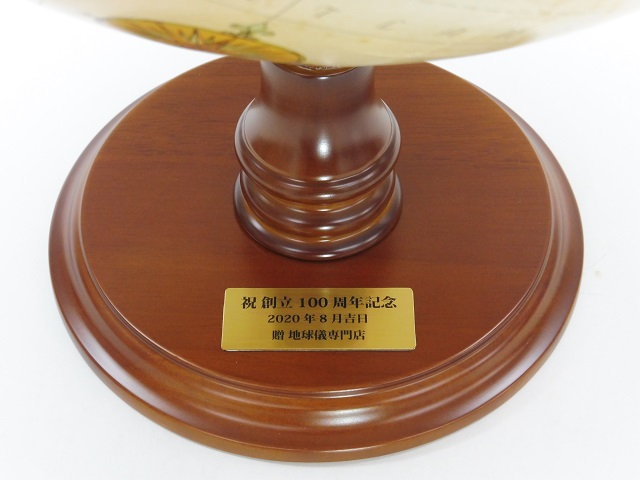 祝 創立 100 周年記念
2020 年 8 月吉日
贈 地球儀専門店